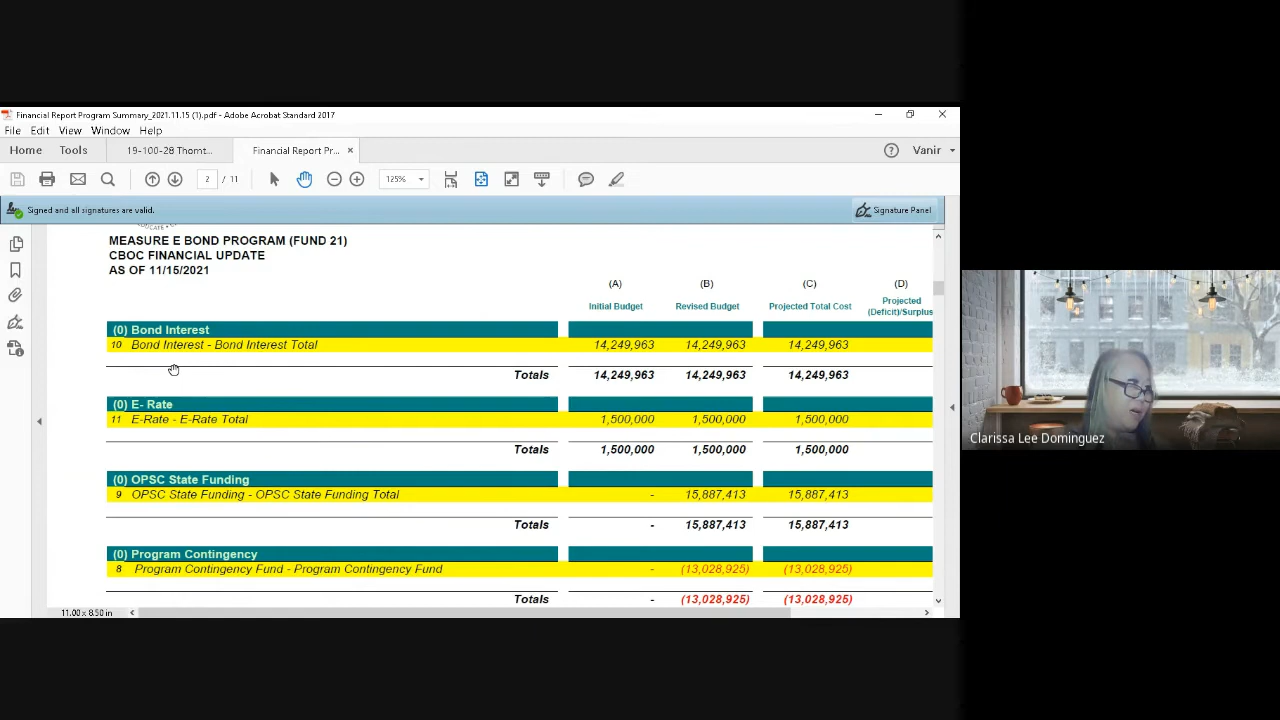 Financial Report Program Summary_2021.11.15 (1).pdf - Adobe Acrobat Standard 2017
File Edit View Window Help
Home Tools 19-100-28 Thornt... Financial Report Pr... × Vanir
2 / 11 125%
Signed and all signatures are valid. Signature Panel
MEASURE E BOND PROGRAM (FUND 21)
CBOC FINANCIAL UPDATE
AS OF 11/15/2021
(A) (B) (C) (D)
Initial Budget Revised Budget Projected Total Cost Projected (Deficit)/Surplus
(0) Bond Interest
10 Bond Interest - Bond Interest Total 14,249,963 14,249,963 14,249,963
Totals 14,249,963 14,249,963 14,249,963
(0) E- Rate
11 E-Rate - E-Rate Total 1,500,000 1,500,000 1,500,000
Totals 1,500,000 1,500,000 1,500,000
(0) OPSC State Funding
9 OPSC State Funding - OPSC State Funding Total - 15,887,413 15,887,413
Totals - 15,887,413 15,887,413
(0) Program Contingency
8 Program Contingency Fund - Program Contingency Fund - (13,028,925) (13,028,925)
Totals - (13,028,925) (13,028,925)
11.00 x 8.50 in
Clarissa Lee Dominguez